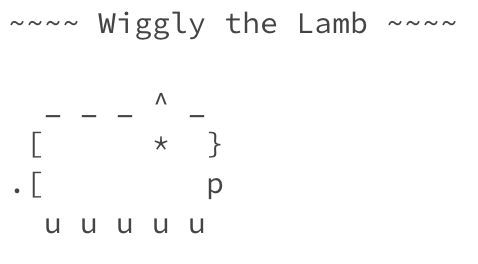 ~~~~ Wiggly the Lamb ~~~~
  _ _ _ ^ _
 [      *  }
.[         p
  u u u u u